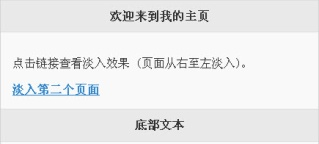 欢迎来到我的主页
点击链接查看淡入效果（页面从右至左淡入）。
淡入第二个页面
底部文本